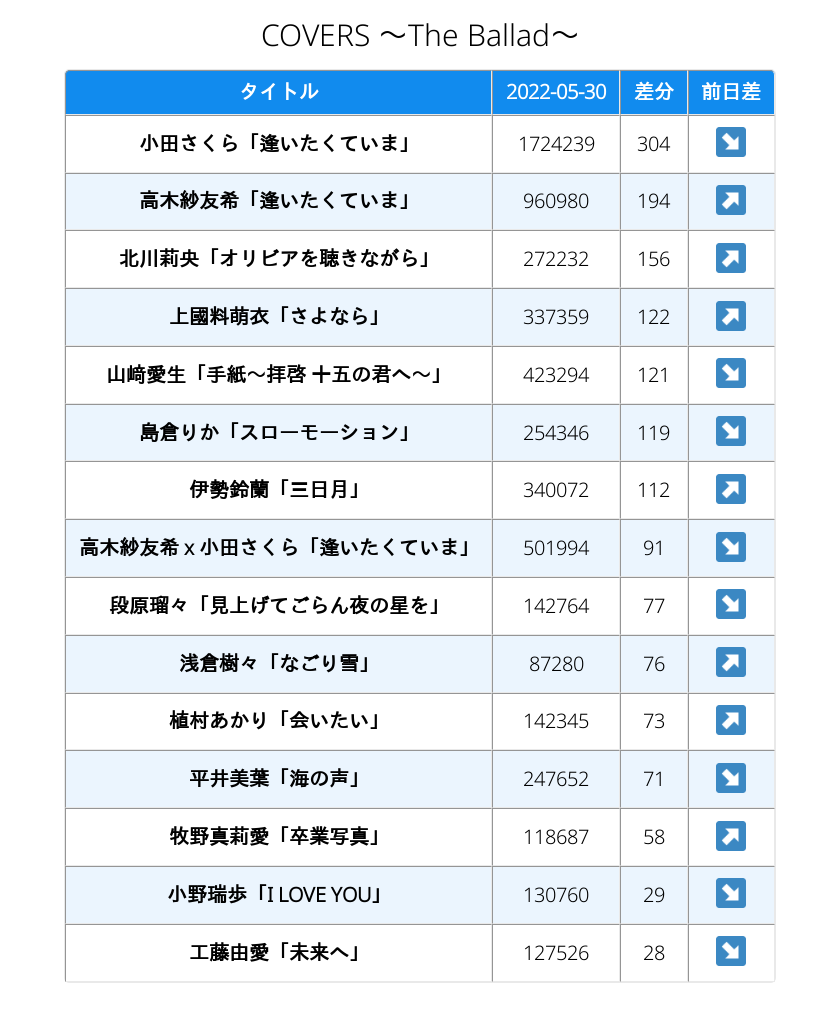 COVERS ～The Ballad～
タイトル 2022-05-30 差分 前日差
小田さくら「逢いたくていま」 1724239 304 ↘
高木紗友希「逢いたくていま」 960980 194 ↗
北川莉央「オリビアを聴きながら」 272232 156 ↗
上國料萌衣「さよなら」 337359 122 ↗
山﨑愛生「手紙～拝啓 十五の君へ～」 423294 121 ↘
島倉りか「スローモーション」 254346 119 ↘
伊勢鈴蘭「三日月」 340072 112 ↗
高木紗友希 x 小田さくら「逢いたくていま」 501994 91 ↘
段原瑠々「見上げてごらん夜の星を」 142764 77 ↘
浅倉樹々「なごり雪」 87280 76 ↗
植村あかり「会いたい」 142345 73 ↗
平井美葉「海の声」 247652 71 ↘
牧野真莉愛「卒業写真」 118687 58 ↗
小野瑞歩「I LOVE YOU」 130760 29 ↘
工藤由愛「未来へ」 127526 28 ↘